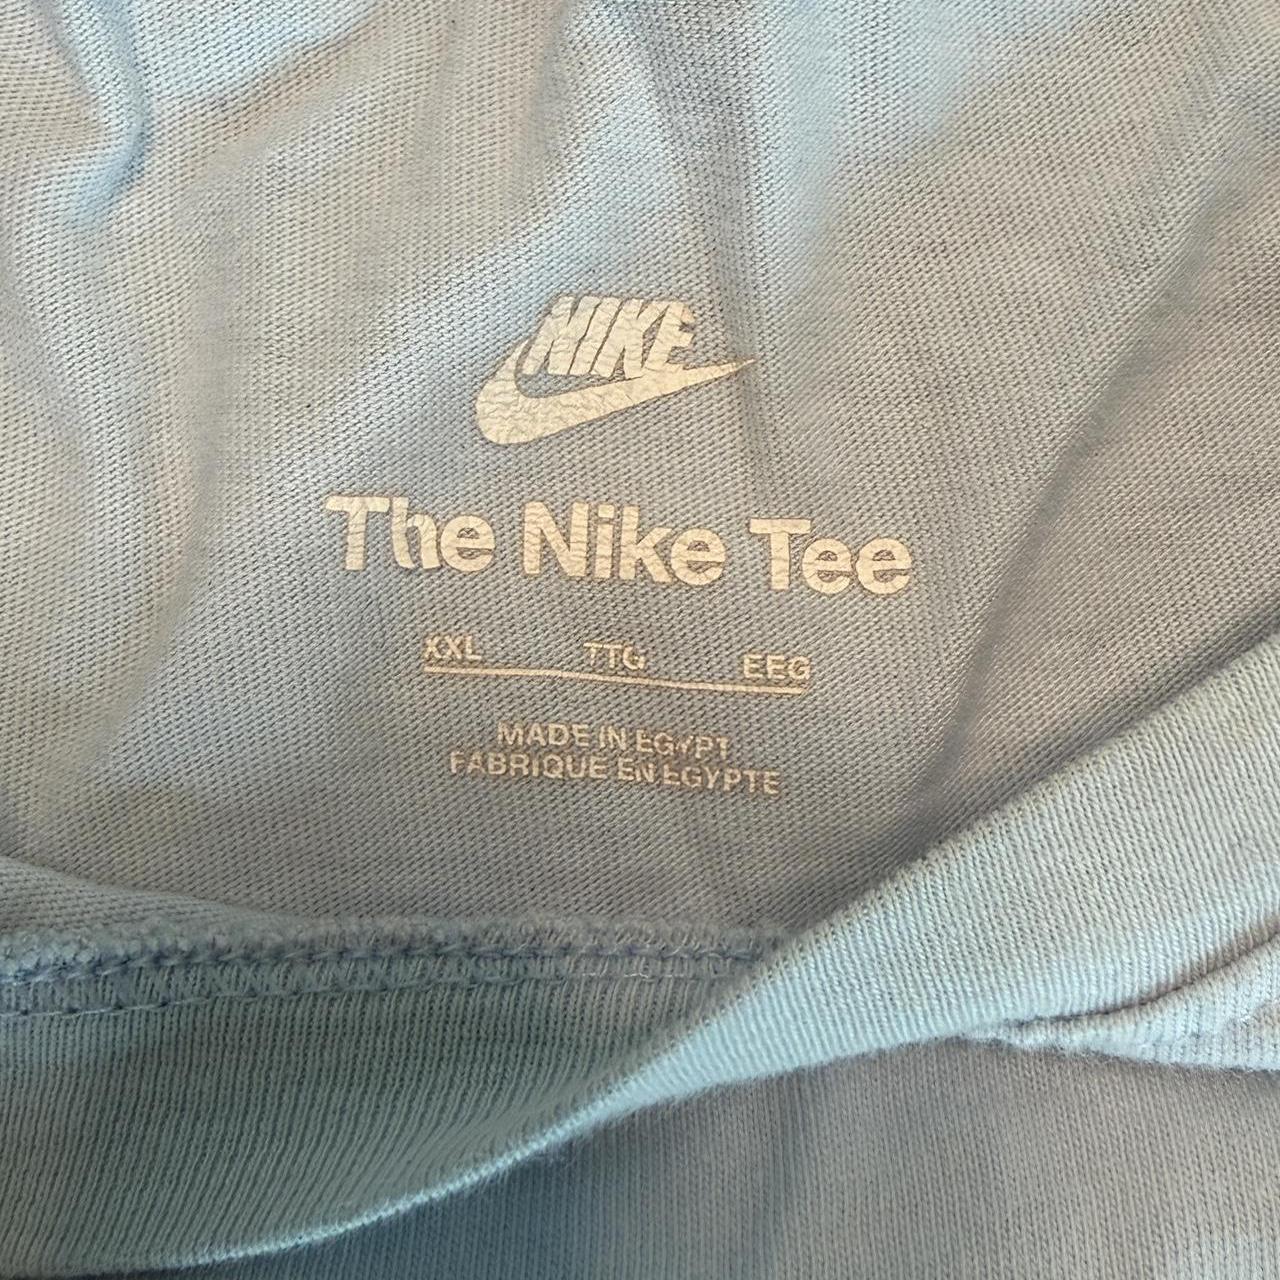 NIKE
The Nike Tee
XXL TTG EEG
MADE IN EGYPT
FABRIQUE EN EGYPTE